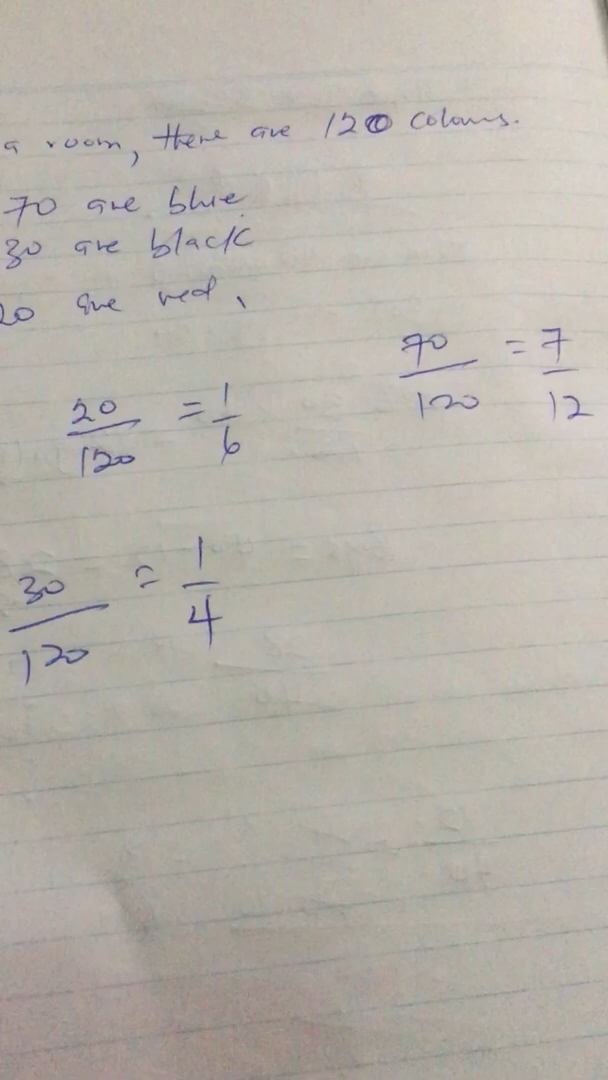 a room, there are 120 colours.
70 are blue
30 are black
20 are red,
70/120 = 7/12
20/120 = 1/6
30/120 = 1/4